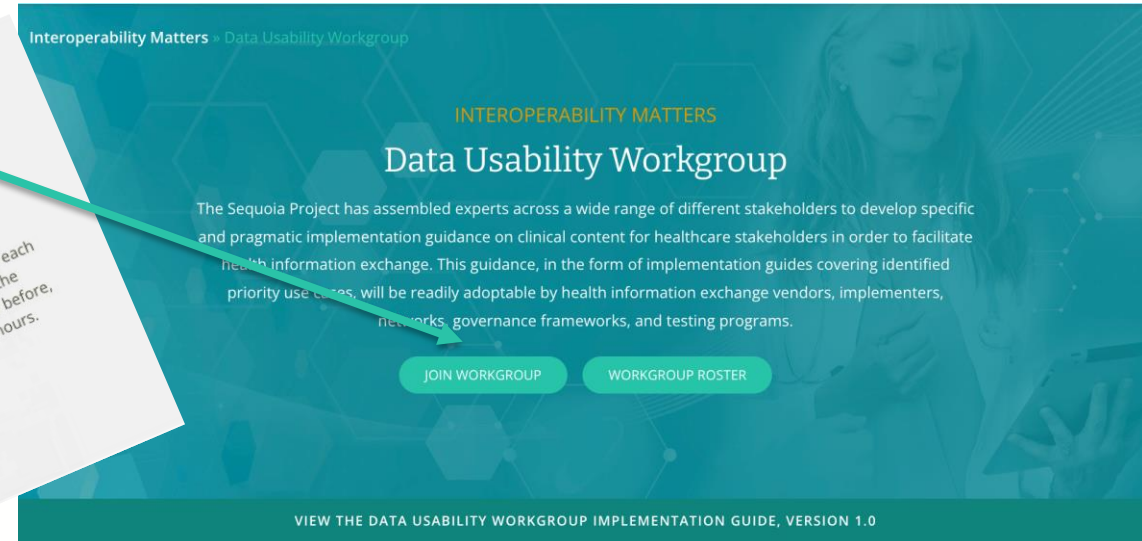 Interoperability Matters » Data Usability Workgroup
INTEROPERABILITY MATTERS
Data Usability Workgroup
The Sequoia Project has assembled experts across a wide range of different stakeholders to develop specific
and pragmatic implementation guidance on clinical content for healthcare stakeholders in order to facilitate
health information exchange. This guidance, in the form of implementation guides covering identified
priority use cases, will be readily adoptable by health information exchange vendors, implementers,
networks, governance frameworks, and testing programs.
each
the
before,
hours.
JOIN WORKGROUP
WORKGROUP ROSTER
VIEW THE DATA USABILITY WORKGROUP IMPLEMENTATION GUIDE, VERSION 1.0